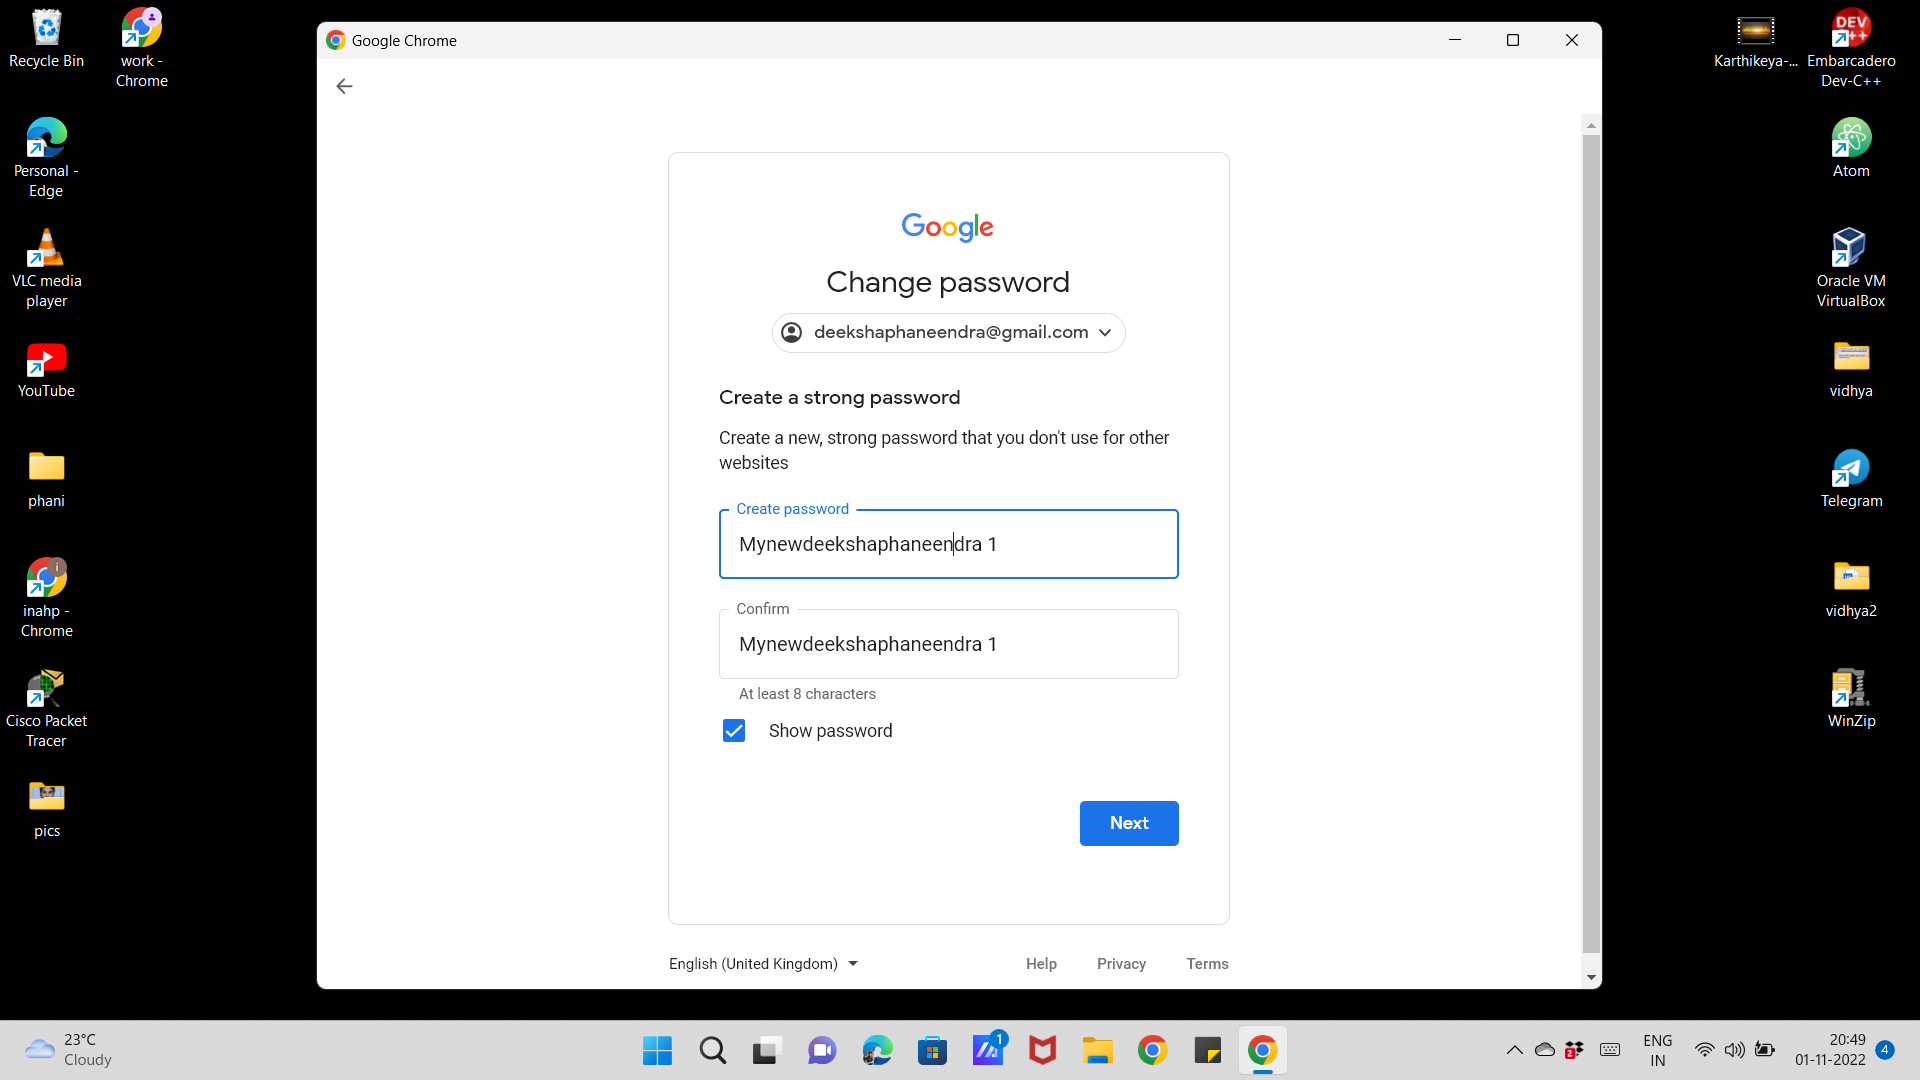 Recycle Bin
work -
Chrome
Personal -
Edge
VLC media
player
YouTube
phani
i
inahp -
Chrome
Cisco Packet
Tracer
pics
Google Chrome
Google
Change password
deekshaphaneendra@gmail.com
Create a strong password
Create a new, strong password that you don't use for other
websites
Create password
Mynewdeekshaphaneendra 1
Confirm
Mynewdeekshaphaneendra 1
At least 8 characters
Show password
Next
English (United Kingdom)
Help
Privacy
Terms
Karthikeya-...
DEV
++
Embarcadero
Dev-C++
Atom
Oracle VM
VirtualBox
vidhya
Telegram
vidhya2
WinZip
23°C
Cloudy
1
2
ENG
IN
20:49
01-11-2022
4